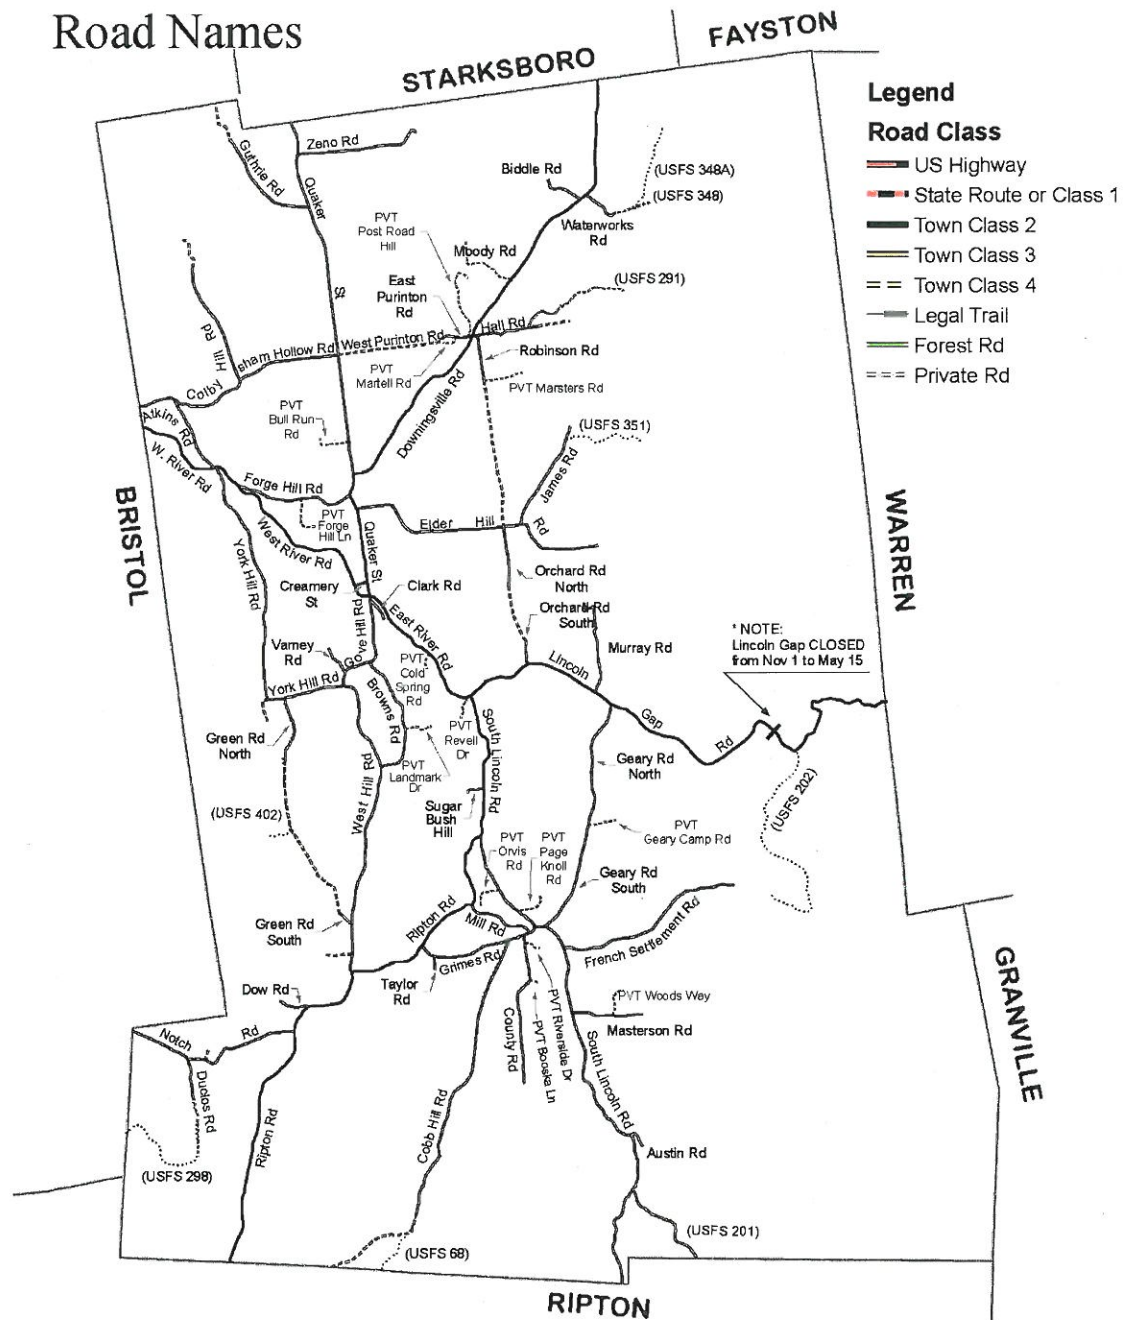 Road Names
STARKSBORO
FAYSTON
Legend
Road Class
US Highway
State Route or Class 1
Town Class 2
Town Class 3
Town Class 4
Legal Trail
Forest Rd
Private Rd
Zeno Rd
Guthrie Rd
Quaker
St
Biddle Rd
(USFS 348A)
(USFS 348)
Waterworks
Rd
PVT
Post Road
Hill
Moody Rd
East
Purinton
Rd
(USFS 291)
Hall Rd
West Purinton Rd
sham Hollow Rd
Colby
Hill Rd
Robinson Rd
PVT
Martell Rd
PVT Marsters Rd
Downingsville Rd
PVT
Bull Run
Rd
Atkins Rd
W. River Rd
(USFS 351)
James Rd
Forge Hill Rd
PVT
Forge
Hill Ln
Elder Hill Rd
BRISTOL
WARREN
West River Rd
York Hill Rd
Quaker St
Creamery
St
Clark Rd
Orchard Rd
North
Orchard Rd
South
East River Rd
Gove Hill Rd
Murray Rd
* NOTE:
Lincoln Gap CLOSED
from Nov 1 to May 15
Varney
Rd
PVT
Cold
Spring
Rd
York Hill Rd
Browns Rd
Lincoln Gap Rd
Green Rd
North
PVT
Revell
Dr
South Lincoln Rd
Geary Rd
North
PVT
Landmark
Dr
West Hill Rd
Sugar
Bush
Hill
(USFS 402)
(USFS 202)
PVT
Geary Camp Rd
PVT
Orvis
Rd
PVT
Page
Knoll
Rd
Geary Rd
South
Green Rd
South
Ripton Rd
Mill Rd
French Settlement Rd
Grimes Rd
Taylor
Rd
Dow Rd
GRANVILLE
PVT Woods Way
Masterson Rd
Notch Rd
County Rd
PVT Booska Ln
PVT Riverside Dr
South Lincoln Rd
Duclos Rd
Ripton Rd
Cobb Hill Rd
Austin Rd
(USFS 298)
(USFS 68)
(USFS 201)
RIPTON